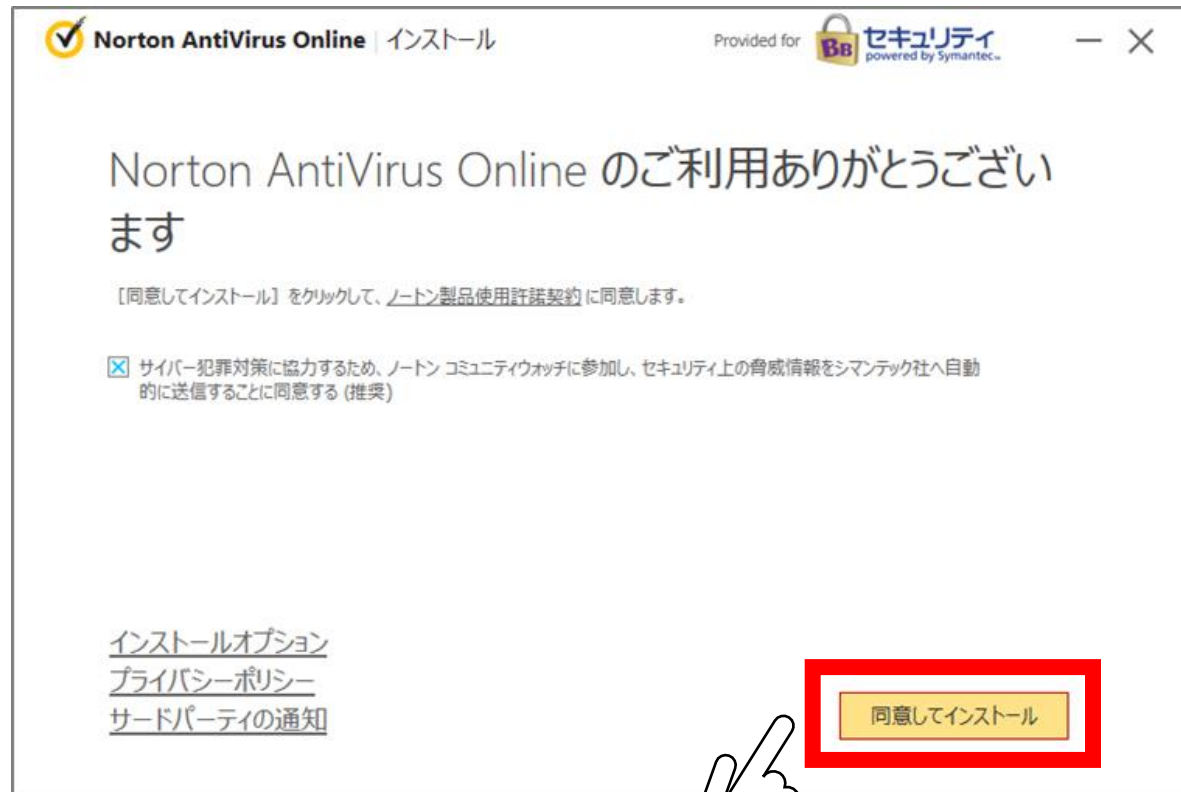 Norton AntiVirus Online インストール
Provided for BB セキュリティ
powered by Symantec™
Norton AntiVirus Online のご利用ありがとうござい
ます
［同意してインストール］をクリックして、ノートン製品使用許諾契約 に同意します。
サイバー犯罪対策に協力するため、ノートン コミュニティウォッチに参加し、セキュリティ上の脅威情報をシマンテック社へ自動
的に送信することに同意する (推奨)
インストールオプション
プライバシーポリシー
サードパーティの通知
同意してインストール